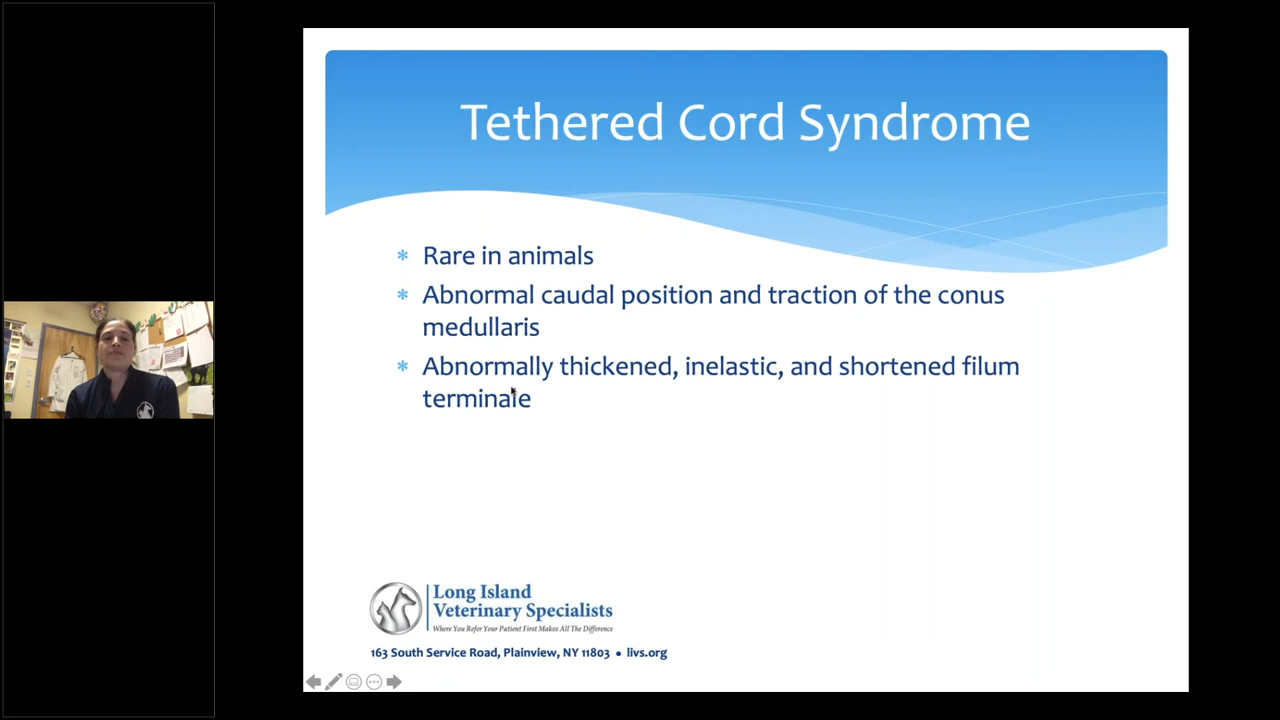 Tethered Cord Syndrome
* Rare in animals
* Abnormal caudal position and traction of the conus
medullaris
* Abnormally thickened, inelastic, and shortened filum
terminale
Long Island
Veterinary Specialists
Where You Refer Your Patient First Makes All The Difference
163 South Service Road, Plainview, NY 11803 • livs.org